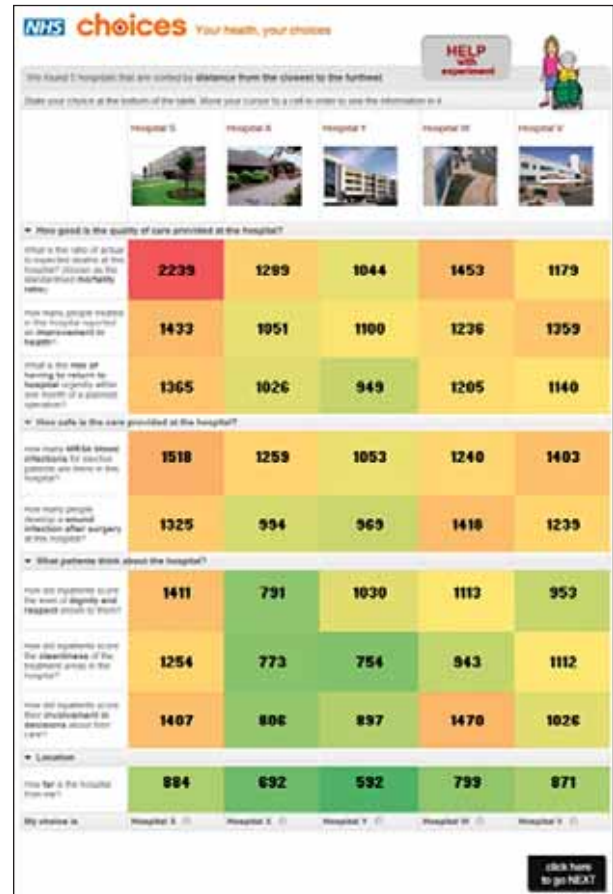 NHS choices Your health, your choices
HELP
with
experiment
We found 5 hospitals that are sorted by distance from the closest to the furthest
State your choice at the bottom of the table. Move your cursor to a cell in order to see the information in it
Hospital S Hospital X Hospital Y Hospital W Hospital V
How good is the quality of care provided at the hospital?
What is the ratio of actual
to expected deaths at this
hospital? (known as the
standardised mortality
ratio)
2239 1289 1044 1453 1179
How many people treated
in this hospital reported
an improvement in
health?
1433 1051 1100 1236 1359
What is the risk of
having to return to
hospital urgently within
one month of a planned
operation?
1365 1026 949 1205 1140
How safe is the care provided at the hospital?
How many MRSA blood
infections for elective
patients are there in this
hospital?
1518 1259 1053 1240 1403
How many people
develop a wound
infection after surgery
at this hospital?
1325 994 969 1418 1239
What patients think about the hospital?
How did inpatients score
the level of dignity and
respect shown to them?
1411 791 1030 1113 953
How did inpatients score
the cleanliness of the
treatment areas in the
hospital?
1254 773 754 943 1112
How did inpatients score
their involvement in
decisions about their
care?
1407 806 897 1470 1026
Location
How far is the hospital
from me?
884 692 592 799 871
My choice is Hospital S Hospital X Hospital Y Hospital W Hospital V
click here
to go NEXT